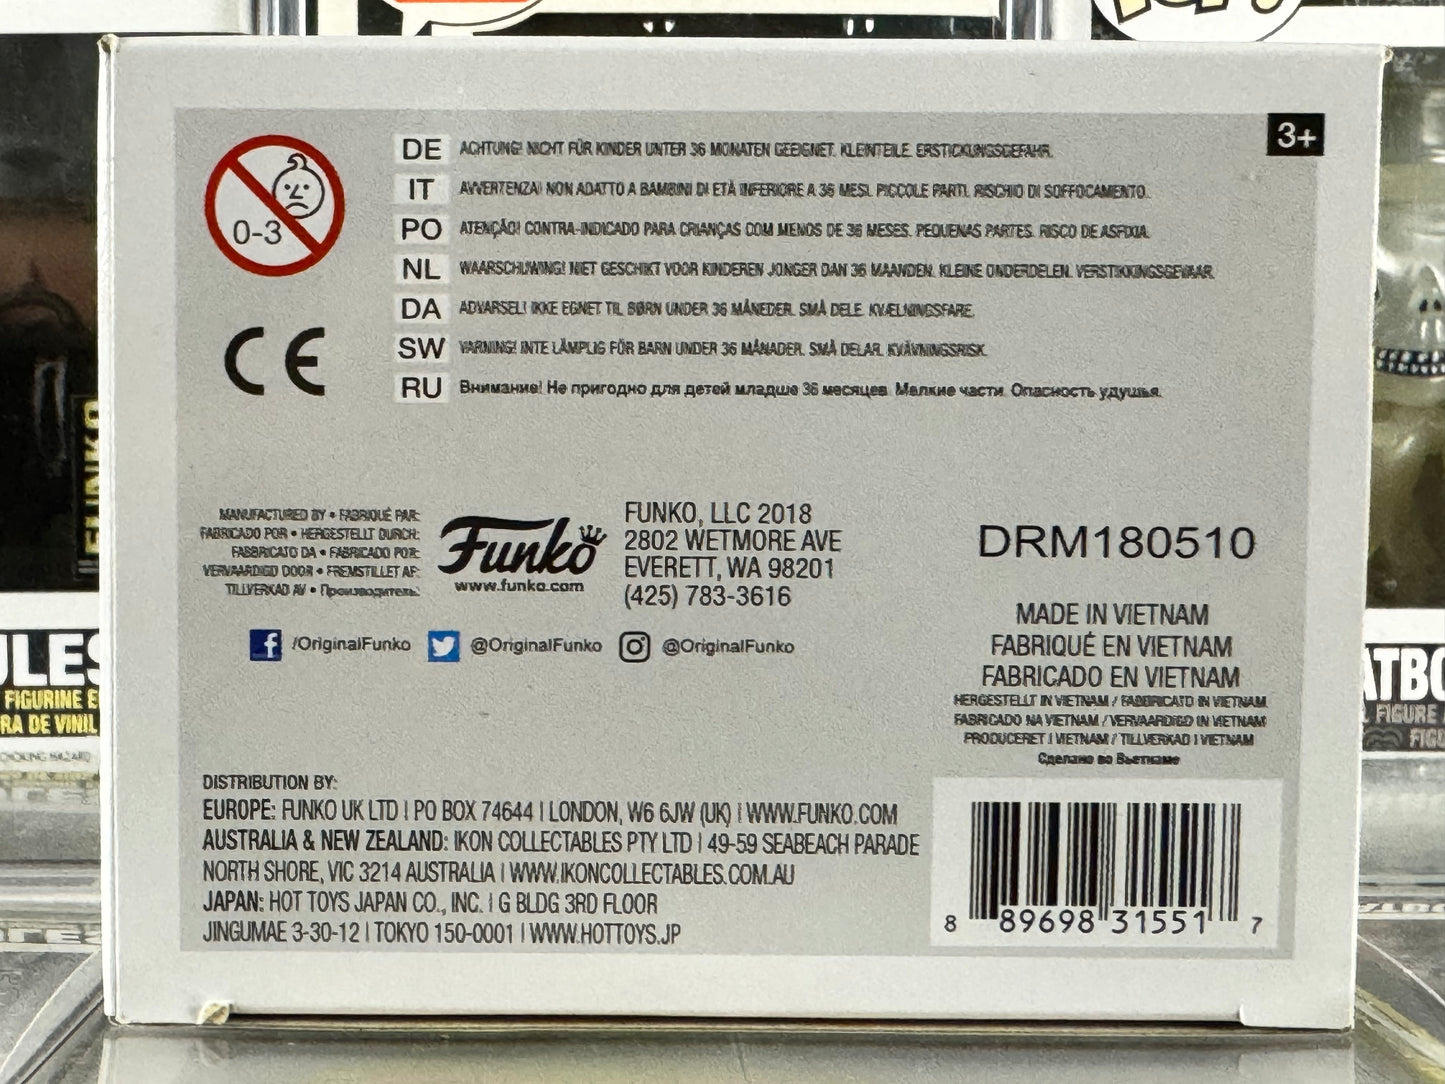 3+
0-3
CE
DE ACHTUNG! NICHT FÜR KINDER UNTER 36 MONATEN GEEIGNET. KLEINTEILE. ERSTICKUNGSGEFAHR.
IT AVVERTENZA! NON ADATTO A BAMBINI DI ETÀ INFERIORE A 36 MESI. PICCOLE PARTI. RISCHIO DI SOFFOCAMENTO.
PO ATENÇÃO! CONTRA-INDICADO PARA CRIANÇAS COM MENOS DE 36 MESES. PEQUENAS PARTES. RISCO DE ASFIXIA.
NL WAARSCHUWING! NIET GESCHIKT VOOR KINDEREN JONGER DAN 36 MAANDEN. KLEINE ONDERDELEN. VERSTIKKINGSGEVAAR.
DA ADVARSEL! IKKE EGNET TIL BØRN UNDER 36 MÅNEDER. SMÅ DELE. KVÆLNINGSFARE.
SW VARNING! INTE LÄMPLIG FÖR BARN UNDER 36 MÅNADER. SMÅ DELAR. KVÄVNINGSRISK.
RU Внимание! Не пригодно для детей младше 36 месяцев. Мелкие части. Опасность удушья.
MANUFACTURED BY • FABRIQUÉ PAR:
FABRICADO POR • HERGESTELLT DURCH:
FABBRICATO DA • FABRICADO POR:
VERVAARDIGD DOOR • FREMSTILLET AF:
TILLVERKAD AV • Производитель:
Funko
www.funko.com
FUNKO, LLC 2018
2802 WETMORE AVE
EVERETT, WA 98201
(425) 783-3616
/OriginalFunko @OriginalFunko @OriginalFunko
DRM180510
MADE IN VIETNAM
FABRIQUÉ EN VIETNAM
FABRICADO EN VIETNAM
HERGESTELLT IN VIETNAM / FABBRICATO IN VIETNAM
FABRICADO NA VIETNAM / VERVAARDIGD IN VIETNAM
PRODUCERET I VIETNAM / TILLVERKAD I VIETNAM
Сделано во Вьетнаме
DISTRIBUTION BY:
EUROPE: FUNKO UK LTD | PO BOX 74644 | LONDON, W6 6JW (UK) | WWW.FUNKO.COM
AUSTRALIA & NEW ZEALAND: IKON COLLECTABLES PTY LTD | 49-59 SEABEACH PARADE
NORTH SHORE, VIC 3214 AUSTRALIA | WWW.IKONCOLLECTABLES.COM.AU
JAPAN: HOT TOYS JAPAN CO., INC. | G BLDG 3RD FLOOR
JINGUMAE 3-30-12 | TOKYO 150-0001 | WWW.HOTTOYS.JP
8 89698 31551 7
FUNKO
ULES
FIGURINE E
RA DE VINIL
CHOKING HAZARD
ATBO
FIGURE
FIGU